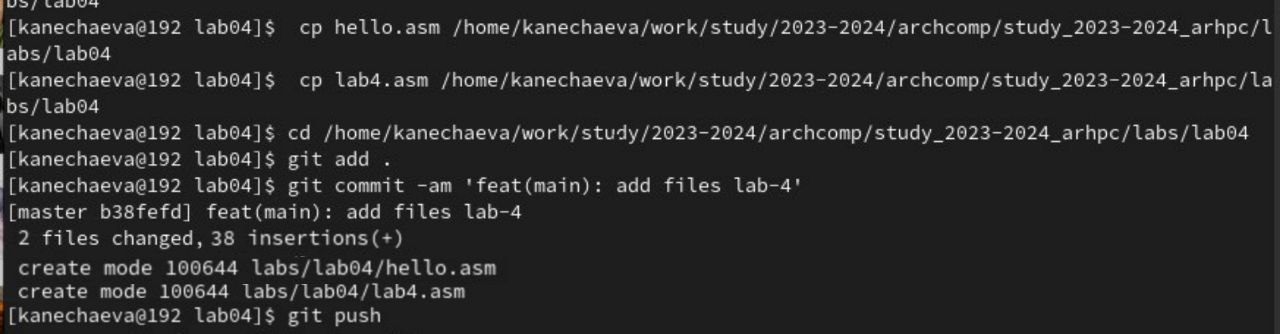 bs/lab04
[kanechaeva@192 lab04]$  cp hello.asm /home/kanechaeva/work/study/2023-2024/archcomp/study_2023-2024_arhpc/l
abs/lab04
[kanechaeva@192 lab04]$  cp lab4.asm /home/kanechaeva/work/study/2023-2024/archcomp/study_2023-2024_arhpc/la
bs/lab04
[kanechaeva@192 lab04]$ cd /home/kanechaeva/work/study/2023-2024/archcomp/study_2023-2024_arhpc/labs/lab04
[kanechaeva@192 lab04]$ git add .
[kanechaeva@192 lab04]$ git commit -am 'feat(main): add files lab-4'
[master b38fefd] feat(main): add files lab-4
 2 files changed, 38 insertions(+)
 create mode 100644 labs/lab04/hello.asm
 create mode 100644 labs/lab04/lab4.asm
[kanechaeva@192 lab04]$ git push